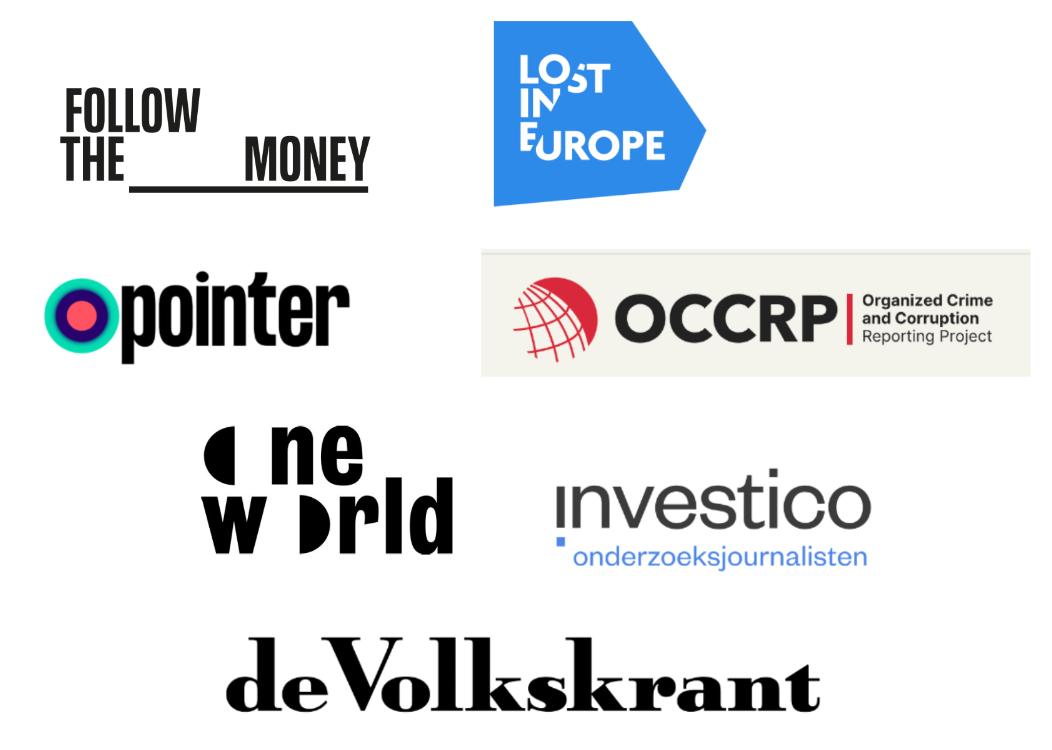 FOLLOW
THE MONEY
LOST
IN
EUROPE
pointer
OCCRP
Organized Crime
and Corruption
Reporting Project
One
world
investico
onderzoeksjournalisten
deVolkskrant